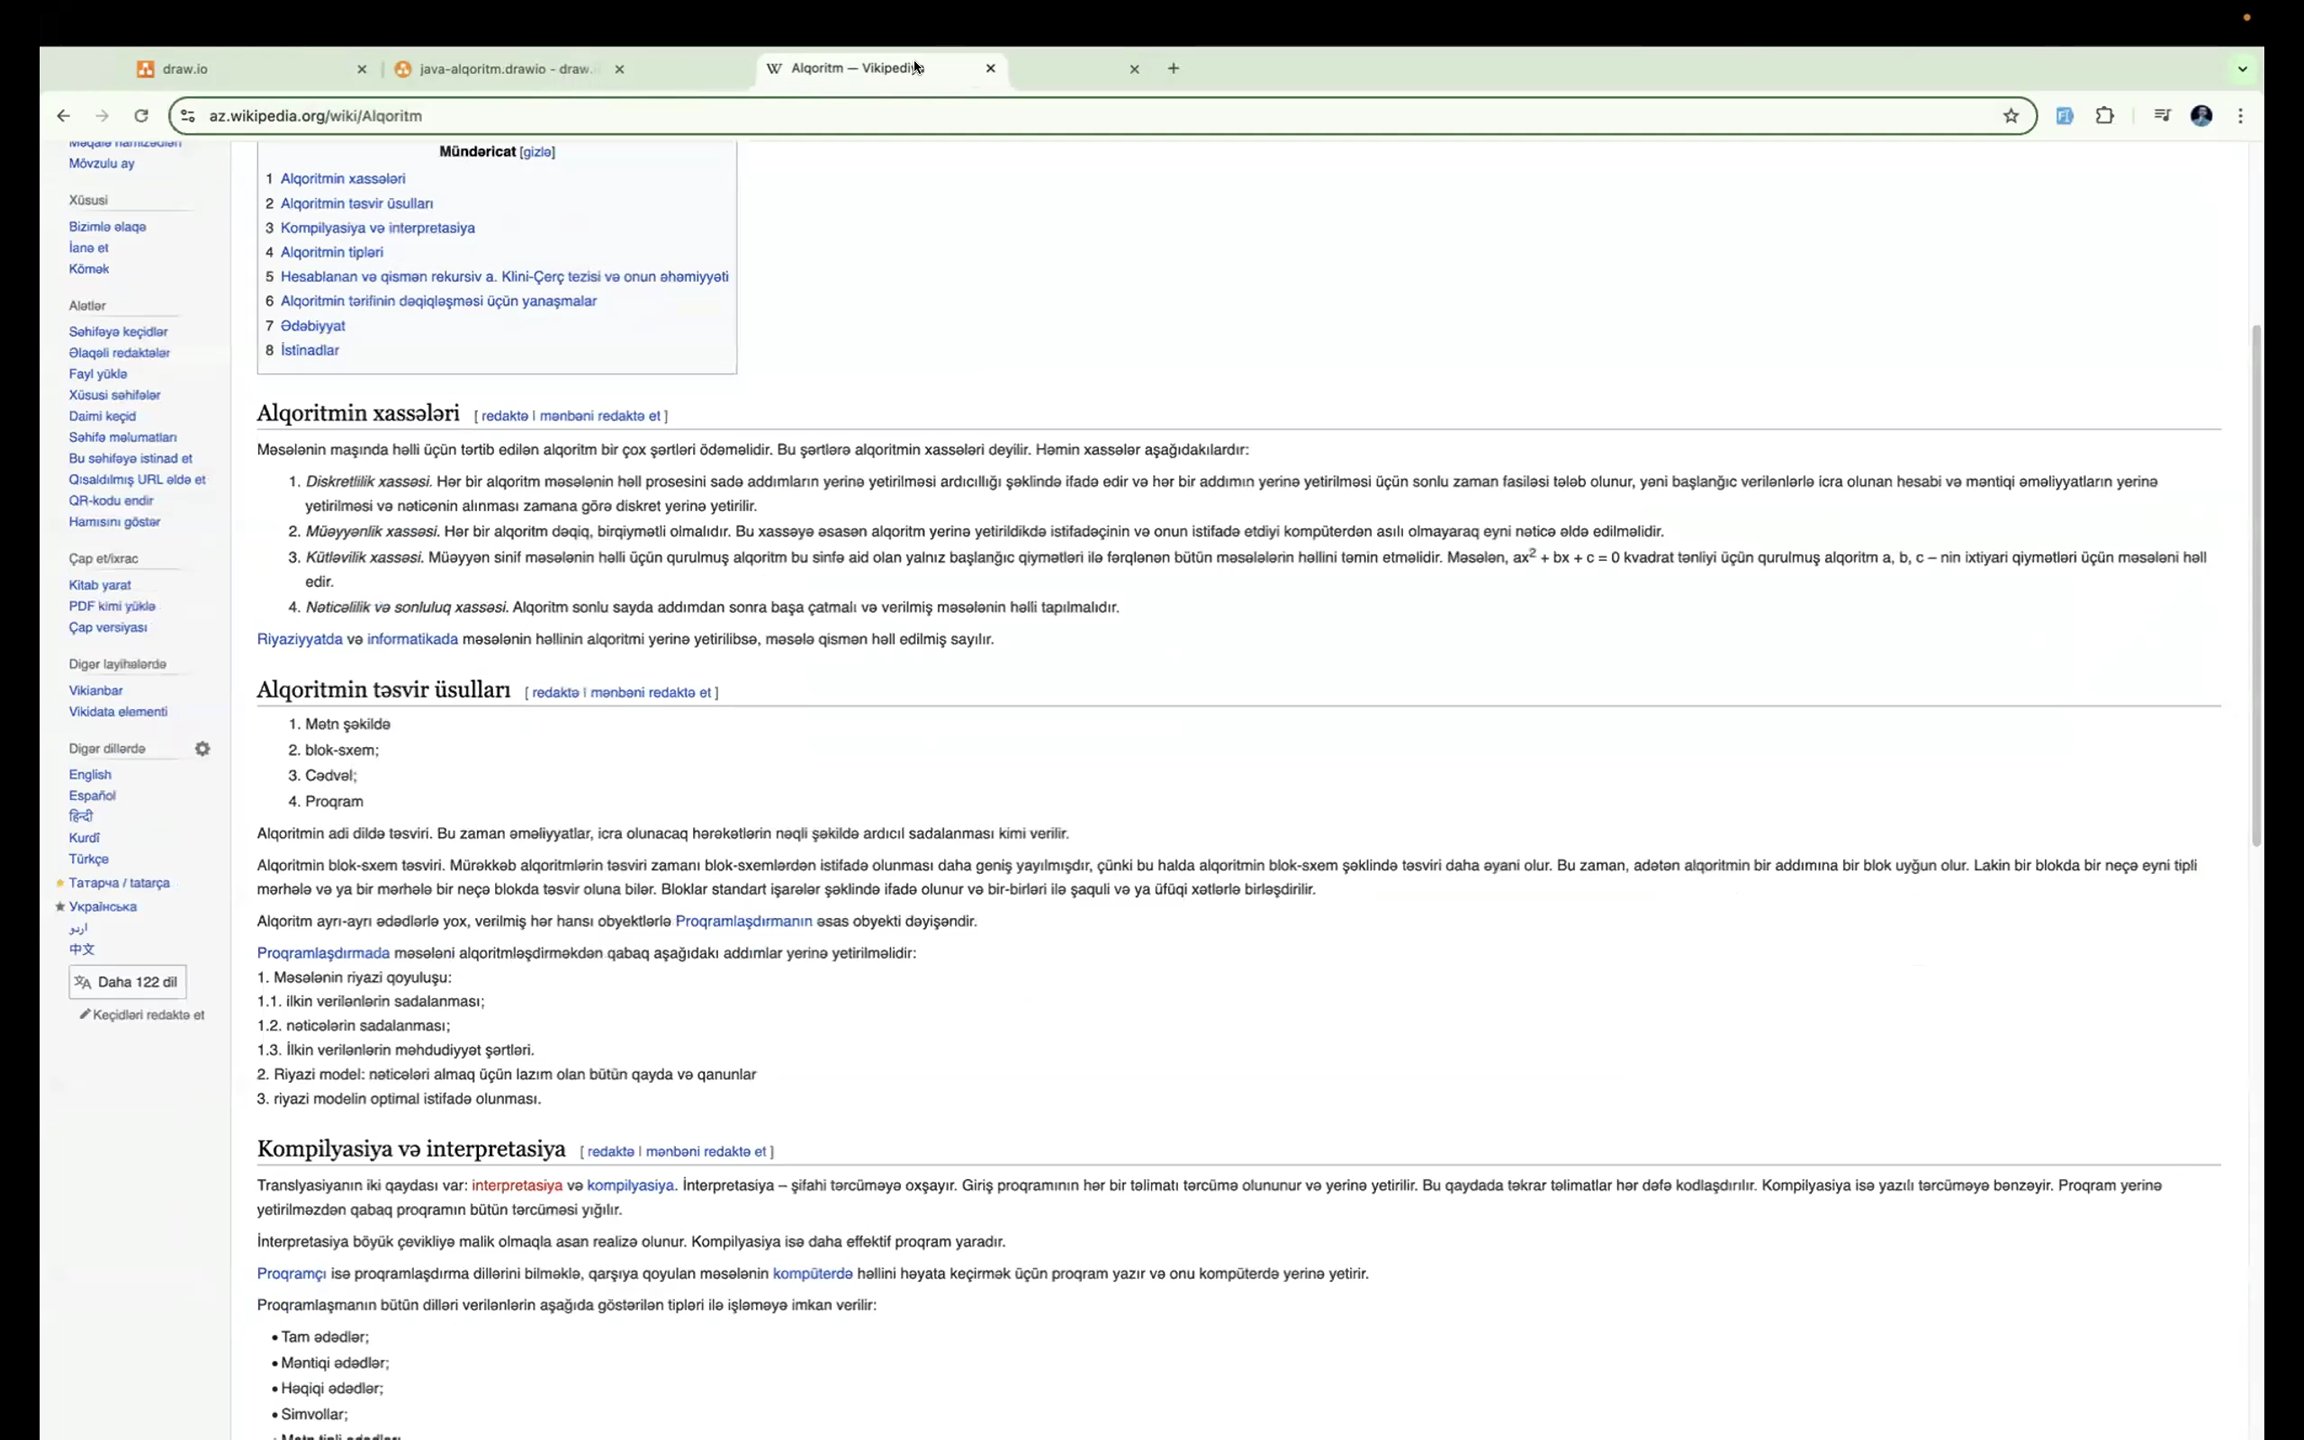 draw.io
java-alqoritm.drawio - draw.
Alqoritm — Vikipedi
az.wikipedia.org/wiki/Alqoritm
Mövzulu ay
Xüsusi
Bizimlə əlaqə
İanə et
Kömək
Alətlər
Səhifəyə keçidlər
Əlaqəli redaktələr
Fayl yüklə
Xüsusi səhifələr
Daimi keçid
Səhifə məlumatları
Bu səhifəyə istinad et
Qısaldılmış URL əldə et
QR-kodu endir
Hamısını göstər
Çap et/ixrac
Kitab yarat
PDF kimi yüklə
Çap versiyası
Digər layihələrdə
Vikianbar
Vikidata elementi
Digər dillərdə
English
Español
हिन्दी
Kurdî
Türkçe
Татарча / tatarça
Українська
اردو
中文
Daha 122 dil
Keçidləri redaktə et
Mündəricat [gizlə]
1 Alqoritmin xassələri
2 Alqoritmin təsvir üsulları
3 Kompilyasiya və interpretasiya
4 Alqoritmin tipləri
5 Hesablanan və qismən rekursiv a. Klini-Çerç tezisi və onun əhəmiyyəti
6 Alqoritmin tərifinin dəqiqləşməsi üçün yanaşmalar
7 Ədəbiyyat
8 İstinadlar
Alqoritmin xassələri [ redaktə | mənbəni redaktə et ]
Məsələnin maşında həlli üçün tərtib edilən alqoritm bir çox şərtləri ödəməlidir. Bu şərtlərə alqoritmin xassələri deyilir. Həmin xassələr aşağıdakılardır:
1. Diskretlilik xassəsi. Hər bir alqoritm məsələnin həll prosesini sadə addımların yerinə yetirilməsi ardıcıllığı şəklində ifadə edir və hər bir addımın yerinə yetirilməsi üçün sonlu zaman fasiləsi tələb olunur, yəni başlanğıc verilənlərlə icra olunan hesabi və məntiqi əməliyyatların yerinə
yetirilməsi və nəticənin alınması zamana görə diskret yerinə yetirilir.
2. Müəyyənlik xassəsi. Hər bir alqoritm dəqiq, birqiymətli olmalıdır. Bu xassəyə əsasən alqoritm yerinə yetirildikdə istifadəçinin və onun istifadə etdiyi kompüterdən asılı olmayaraq eyni nəticə əldə edilməlidir.
3. Kütləvilik xassəsi. Müəyyən sinif məsələnin həlli üçün qurulmuş alqoritm bu sinfə aid olan yalnız başlanğıc qiymətləri ilə fərqlənən bütün məsələlərin həllini təmin etməlidir. Məsələn, ax² + bx + c = 0 kvadrat tənliyi üçün qurulmuş alqoritm a, b, c – nin ixtiyari qiymətləri üçün məsələni həll
edir.
4. Nəticəlilik və sonluluq xassəsi. Alqoritm sonlu sayda addımdan sonra başa çatmalı və verilmiş məsələnin həlli tapılmalıdır.
Riyaziyyatda və informatikada məsələnin həllinin alqoritmi yerinə yetirilibsə, məsələ qismən həll edilmiş sayılır.
Alqoritmin təsvir üsulları [ redaktə | mənbəni redaktə et ]
1. Mətn şəkildə
2. blok-sxem;
3. Cədvəl;
4. Proqram
Alqoritmin adi dildə təsviri. Bu zaman əməliyyatlar, icra olunacaq hərəkətlərin nəqli şəkildə ardıcıl sadalanması kimi verilir.
Alqoritmin blok-sxem təsviri. Mürəkkəb alqoritmlərin təsviri zamanı blok-sxemlərdən istifadə olunması daha geniş yayılmışdır, çünki bu halda alqoritmin blok-sxem şəklində təsviri daha əyani olur. Bu zaman, adətən alqoritmin bir addımına bir blok uyğun olur. Lakin bir blokda bir neçə eyni tipli
mərhələ və ya bir mərhələ bir neçə blokda təsvir oluna bilər. Bloklar standart işarələr şəklində ifadə olunur və bir-birləri ilə şaquli və ya üfüqi xətlərlə birləşdirilir.
Alqoritm ayrı-ayrı ədədlərlə yox, verilmiş hər hansı obyektlərlə Proqramlaşdırmanın əsas obyekti dəyişəndir.
Proqramlaşdırmada məsələni alqoritmləşdirməkdən qabaq aşağıdakı addımlar yerinə yetirilməlidir:
1. Məsələnin riyazi qoyuluşu:
1.1. ilkin verilənlərin sadalanması;
1.2. nəticələrin sadalanması;
1.3. İlkin verilənlərin məhdudiyyət şərtləri.
2. Riyazi model: nəticələri almaq üçün lazım olan bütün qayda və qanunlar
3. riyazi modelin optimal istifadə olunması.
Kompilyasiya və interpretasiya [ redaktə | mənbəni redaktə et ]
Translyasiyanın iki qaydası var: interpretasiya və kompilyasiya. İnterpretasiya – şifahi tərcüməyə oxşayır. Giriş proqramının hər bir təlimatı tərcümə olununur və yerinə yetirilir. Bu qaydada təkrar təlimatlar hər dəfə kodlaşdırılır. Kompilyasiya isə yazılı tərcüməyə bənzəyir. Proqram yerinə
yetirilməzdən qabaq proqramın bütün tərcüməsi yığılır.
İnterpretasiya böyük çevikliyə malik olmaqla asan realizə olunur. Kompilyasiya isə daha effektif proqram yaradır.
Proqramçı isə proqramlaşdırma dillərini bilməklə, qarşıya qoyulan məsələnin kompüterdə həllini həyata keçirmək üçün proqram yazır və onu kompüterdə yerinə yetirir.
Proqramlaşmanın bütün dilləri verilənlərin aşağıda göstərilən tipləri ilə işləməyə imkan verilir:
• Tam ədədlər;
• Məntiqi ədədlər;
• Həqiqi ədədlər;
• Simvollar;